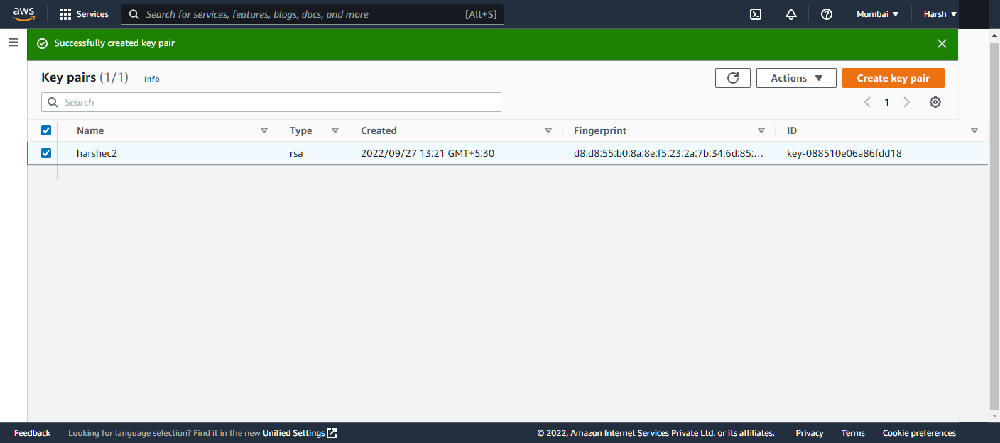 aws Services Search for services, features, blogs, docs, and more [Alt+S] Mumbai Harsh
Successfully created key pair
Key pairs (1/1) Info Actions Create key pair
Search 1
Name Type Created Fingerprint ID
harshec2 rsa 2022/09/27 13:21 GMT+5:30 d8:d8:55:b0:8a:8e:f5:23:2a:7b:34:6d:85:... key-088510e06a86fdd18
Feedback Looking for language selection? Find it in the new Unified Settings © 2022, Amazon Internet Services Private Ltd. or its affiliates. Privacy Terms Cookie preferences